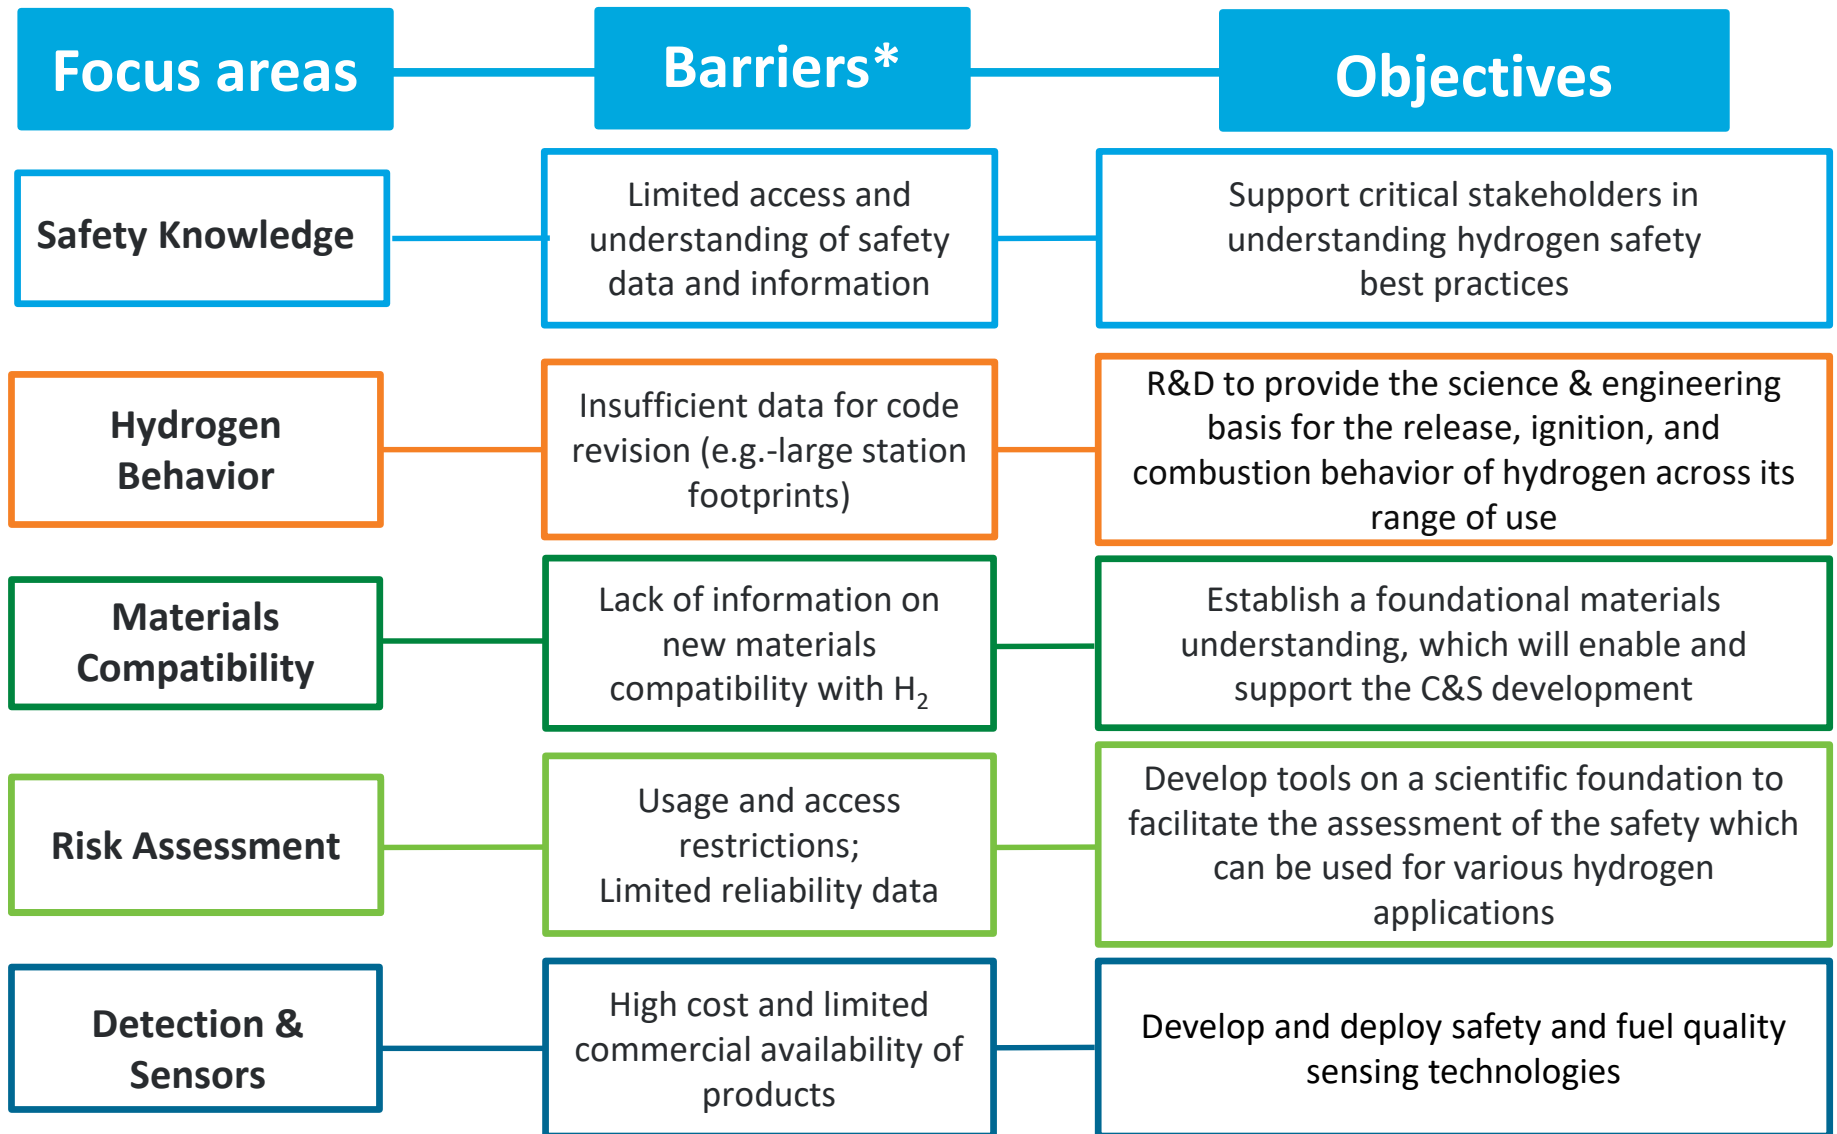 Focus areas
Barriers*
Objectives
Safety Knowledge
Limited access and
understanding of safety
data and information
Support critical stakeholders in
understanding hydrogen safety
best practices
Hydrogen
Behavior
Insufficient data for code
revision (e.g.-large station
footprints)
R&D to provide the science & engineering
basis for the release, ignition, and
combustion behavior of hydrogen across its
range of use
Materials
Compatibility
Lack of information on
new materials
compatibility with H₂
Establish a foundational materials
understanding, which will enable and
support the C&S development
Risk Assessment
Usage and access
restrictions;
Limited reliability data
Develop tools on a scientific foundation to
facilitate the assessment of the safety which
can be used for various hydrogen
applications
Detection &
Sensors
High cost and limited
commercial availability of
products
Develop and deploy safety and fuel quality
sensing technologies